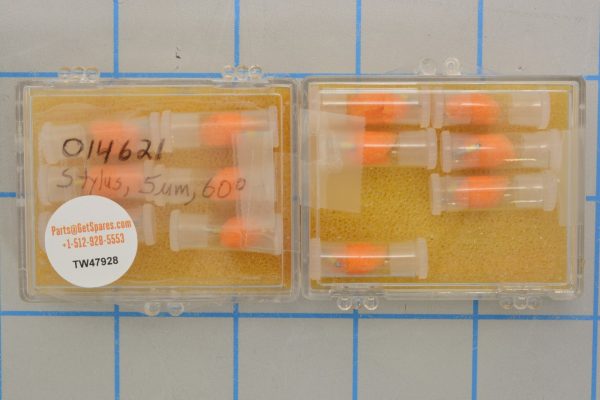 014621
Stylus, 5um, 60°
Parts@GetSpares.com
+1-512-928-5553
TW47928